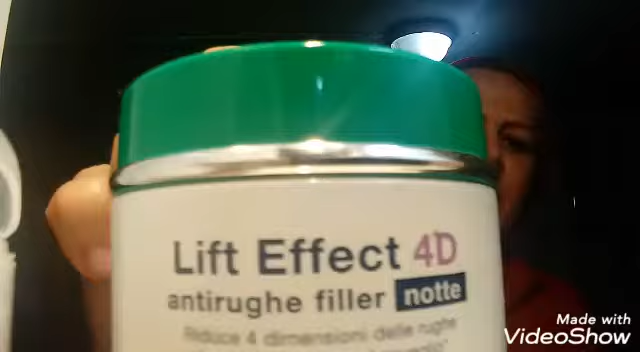 Lift Effect 4D
antirughe filler notte
Riduce 4 dimensioni delle rughe
Made with
VideoShow